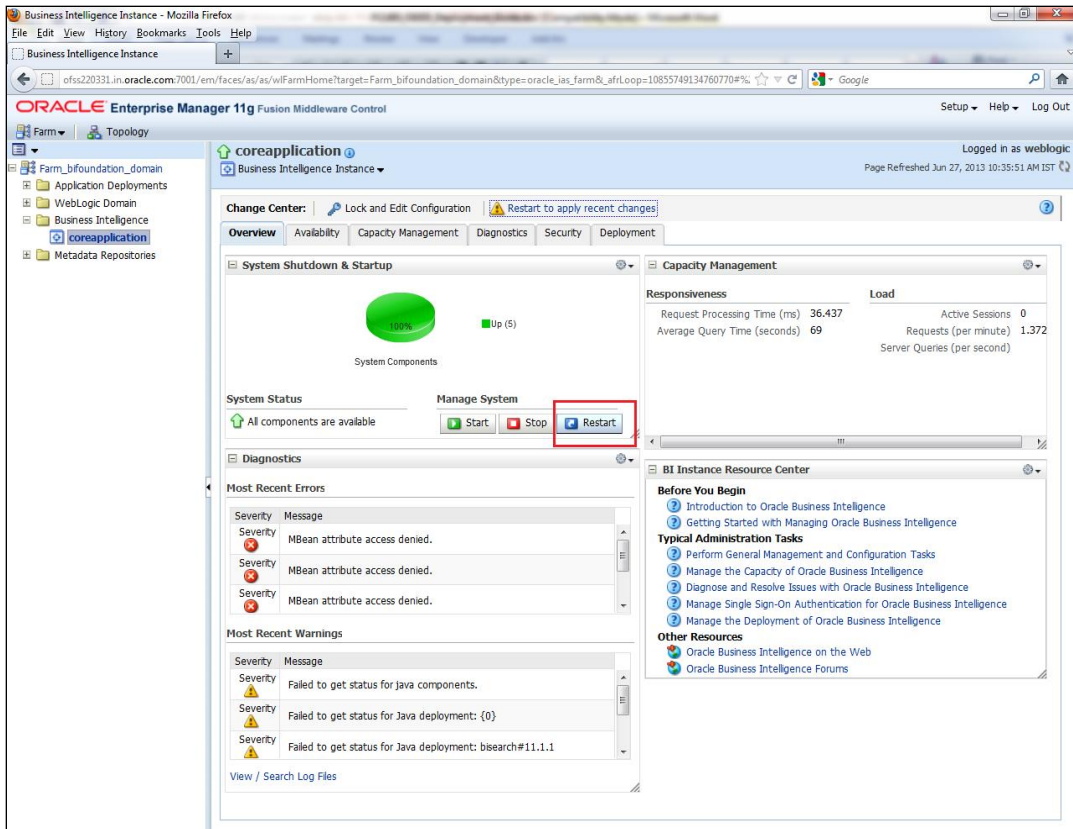 Business Intelligence Instance - Mozilla Firefox
File Edit View History Bookmarks Tools Help
Business Intelligence Instance
ofss220331.in.oracle.com:7001/em/faces/as/as/wlFarmHome?target=Farm_bifoundation_domain&type=oracle_ias_farm&_afrLoop=10855749134760770#%
Google
ORACLE Enterprise Manager 11g Fusion Middleware Control
Setup Help Log Out
Farm Topology
Farm_bifoundation_domain
Application Deployments
WebLogic Domain
Business Intelligence
coreapplication
Metadata Repositories
coreapplication
Business Intelligence Instance
Logged in as weblogic
Page Refreshed Jun 27, 2013 10:35:51 AM IST
Change Center: Lock and Edit Configuration Restart to apply recent changes
Overview Availability Capacity Management Diagnostics Security Deployment
System Shutdown & Startup
100%
Up (5)
System Components
System Status
All components are available
Manage System
Start Stop Restart
Diagnostics
Most Recent Errors
Severity Message
Severity MBean attribute access denied.
Severity MBean attribute access denied.
Severity MBean attribute access denied.
Most Recent Warnings
Severity Message
Severity Failed to get status for java components.
Severity Failed to get status for Java deployment: {0}
Severity Failed to get status for Java deployment: bisearch#11.1.1
View / Search Log Files
Capacity Management
Responsiveness
Request Processing Time (ms) 36.437
Average Query Time (seconds) 69
Load
Active Sessions 0
Requests (per minute) 1.372
Server Queries (per second)
BI Instance Resource Center
Before You Begin
Introduction to Oracle Business Intelligence
Getting Started with Managing Oracle Business Intelligence
Typical Administration Tasks
Perform General Management and Configuration Tasks
Manage the Capacity of Oracle Business Intelligence
Diagnose and Resolve Issues with Oracle Business Intelligence
Manage Single Sign-On Authentication for Oracle Business Intelligence
Manage the Deployment of Oracle Business Intelligence
Other Resources
Oracle Business Intelligence on the Web
Oracle Business Intelligence Forums